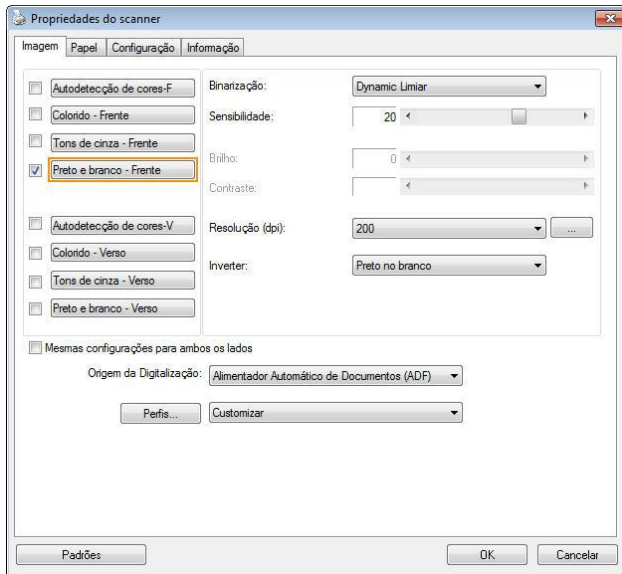 Propriedades do scanner
Imagem Papel Configuração Informação
Autodetecção de cores-F
Colorido - Frente
Tons de cinza - Frente
Preto e branco - Frente
Autodetecção de cores-V
Colorido - Verso
Tons de cinza - Verso
Preto e branco - Verso
Binarização: Dynamic Limiar
Sensibilidade: 20
Brilho: 0
Contraste:
Resolução (dpi): 200 ...
Inverter: Preto no branco
Mesmas configurações para ambos os lados
Origem da Digitalização: Alimentador Automático de Documentos (ADF)
Perfis... Customizar
Padrões OK Cancelar